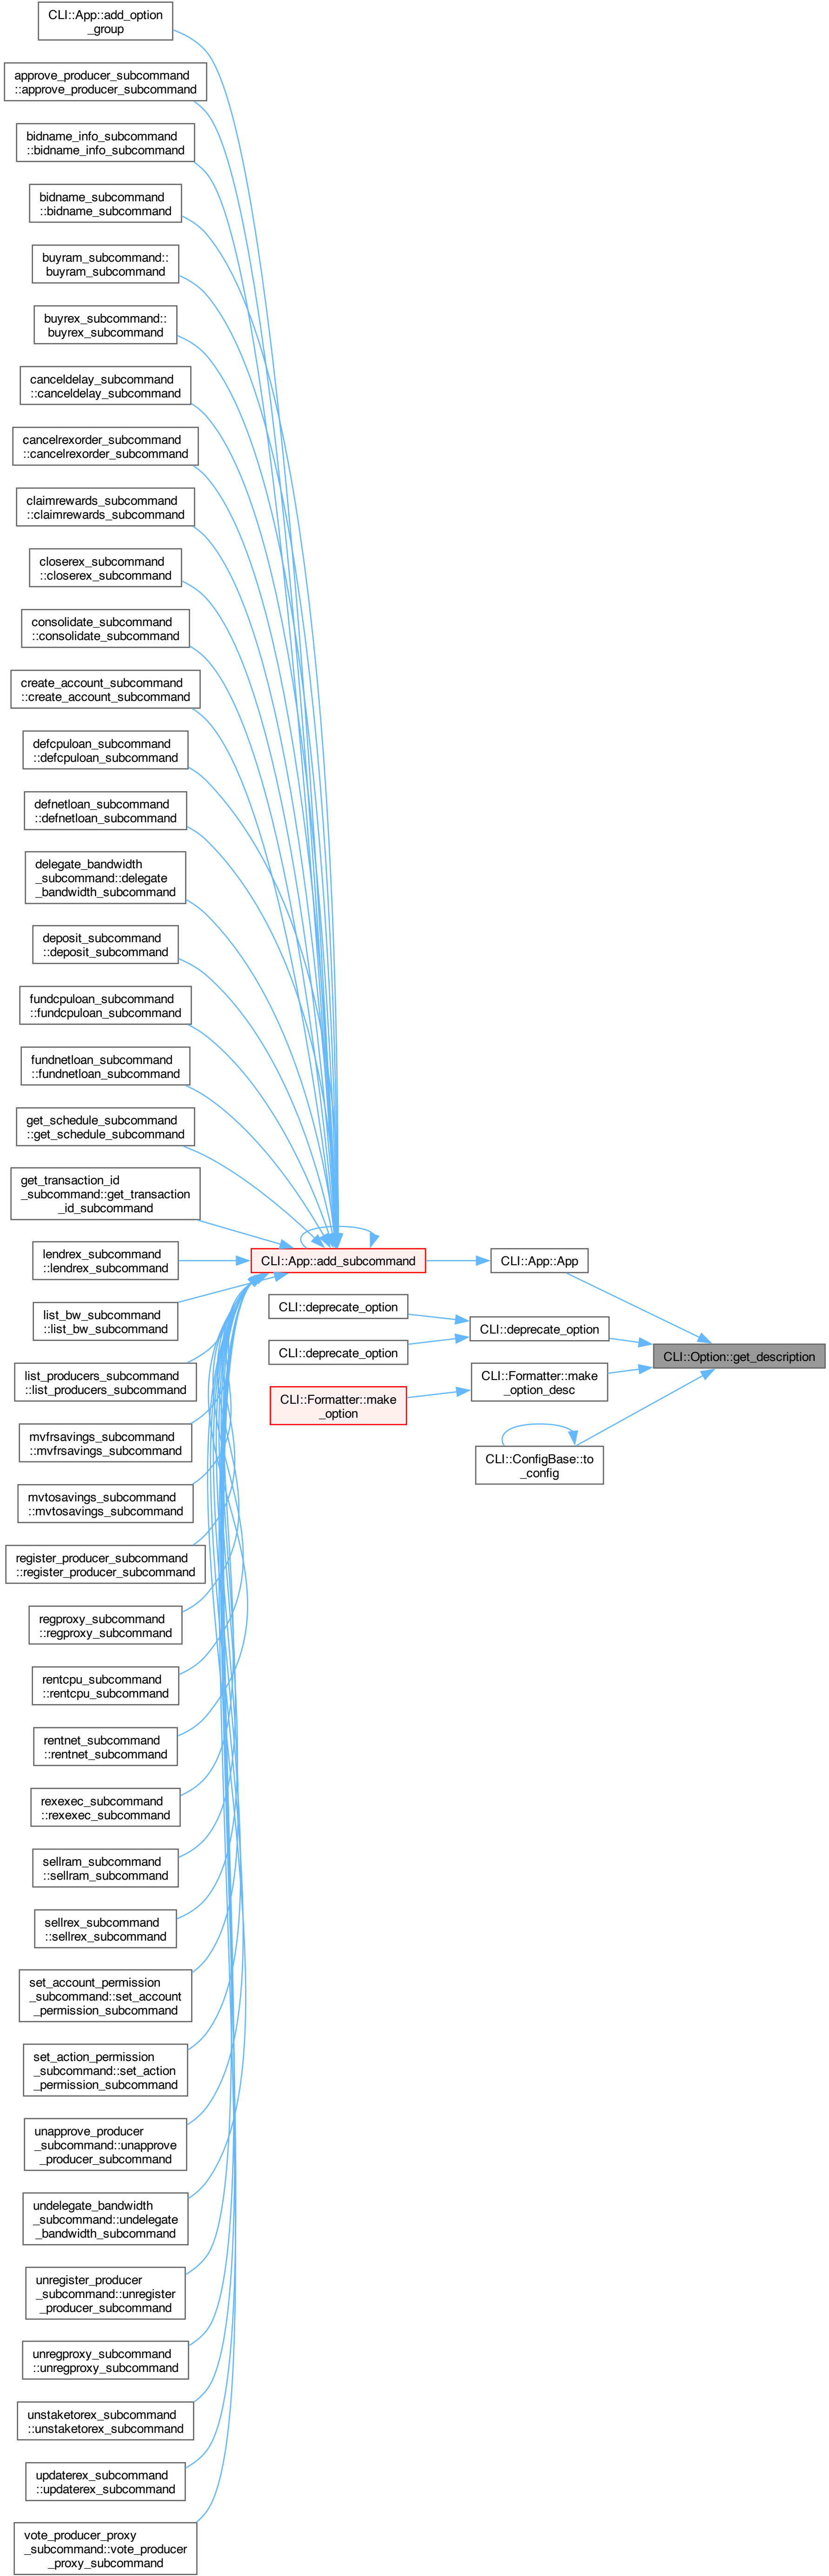 CLI::App::add_option
_group
approve_producer_subcommand
::approve_producer_subcommand
bidname_info_subcommand
::bidname_info_subcommand
bidname_subcommand
::bidname_subcommand
buyram_subcommand::
buyram_subcommand
buyrex_subcommand::
buyrex_subcommand
canceldelay_subcommand
::canceldelay_subcommand
cancelrexorder_subcommand
::cancelrexorder_subcommand
claimrewards_subcommand
::claimrewards_subcommand
closerex_subcommand
::closerex_subcommand
consolidate_subcommand
::consolidate_subcommand
create_account_subcommand
::create_account_subcommand
defcpuloan_subcommand
::defcpuloan_subcommand
defnetloan_subcommand
::defnetloan_subcommand
delegate_bandwidth
_subcommand::delegate
_bandwidth_subcommand
deposit_subcommand
::deposit_subcommand
fundcpuloan_subcommand
::fundcpuloan_subcommand
fundnetloan_subcommand
::fundnetloan_subcommand
get_schedule_subcommand
::get_schedule_subcommand
get_transaction_id
_subcommand::get_transaction
_id_subcommand
lendrex_subcommand
::lendrex_subcommand
list_bw_subcommand
::list_bw_subcommand
list_producers_subcommand
::list_producers_subcommand
mvfrsavings_subcommand
::mvfrsavings_subcommand
mvtosavings_subcommand
::mvtosavings_subcommand
register_producer_subcommand
::register_producer_subcommand
regproxy_subcommand
::regproxy_subcommand
rentcpu_subcommand
::rentcpu_subcommand
rentnet_subcommand
::rentnet_subcommand
rexexec_subcommand
::rexexec_subcommand
sellram_subcommand
::sellram_subcommand
sellrex_subcommand
::sellrex_subcommand
set_account_permission
_subcommand::set_account
_permission_subcommand
set_action_permission
_subcommand::set_action
_permission_subcommand
unapprove_producer
_subcommand::unapprove
_producer_subcommand
undelegate_bandwidth
_subcommand::undelegate
_bandwidth_subcommand
unregister_producer
_subcommand::unregister
_producer_subcommand
unregproxy_subcommand
::unregproxy_subcommand
unstaketorex_subcommand
::unstaketorex_subcommand
updaterex_subcommand
::updaterex_subcommand
vote_producer_proxy
_subcommand::vote_producer
_proxy_subcommand
CLI::App::add_subcommand
CLI::deprecate_option
CLI::deprecate_option
CLI::Formatter::make
_option
CLI::App::App
CLI::deprecate_option
CLI::Formatter::make
_option_desc
CLI::ConfigBase::to
_config
CLI::Option::get_description